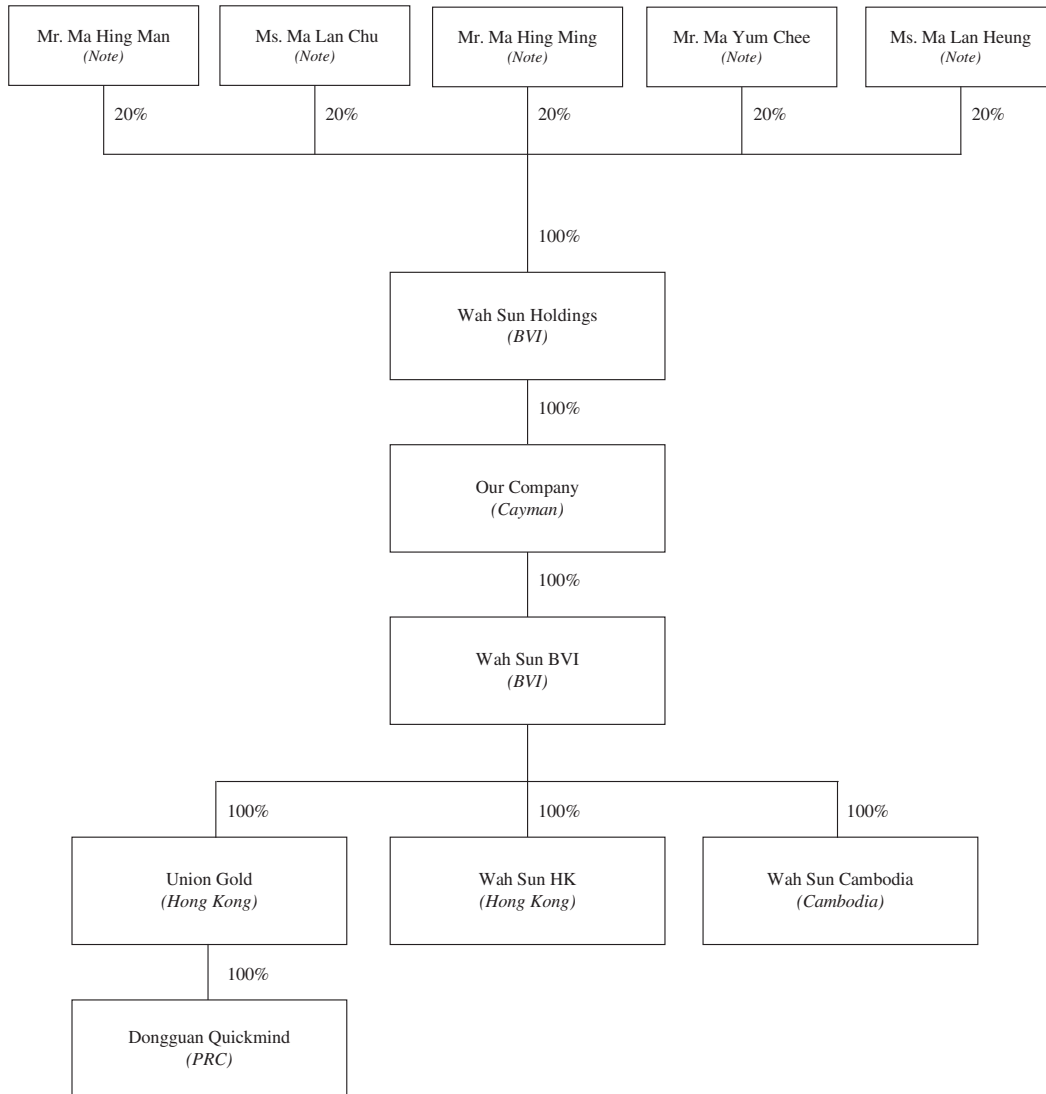 Mr. Ma Hing Man
(Note)
Ms. Ma Lan Chu
(Note)
Mr. Ma Hing Ming
(Note)
Mr. Ma Yum Chee
(Note)
Ms. Ma Lan Heung
(Note)
20%
20%
20%
20%
20%
100%
Wah Sun Holdings
(BVI)
100%
Our Company
(Cayman)
100%
Wah Sun BVI
(BVI)
100%
100%
100%
Union Gold
(Hong Kong)
Wah Sun HK
(Hong Kong)
Wah Sun Cambodia
(Cambodia)
100%
Dongguan Quickmind
(PRC)